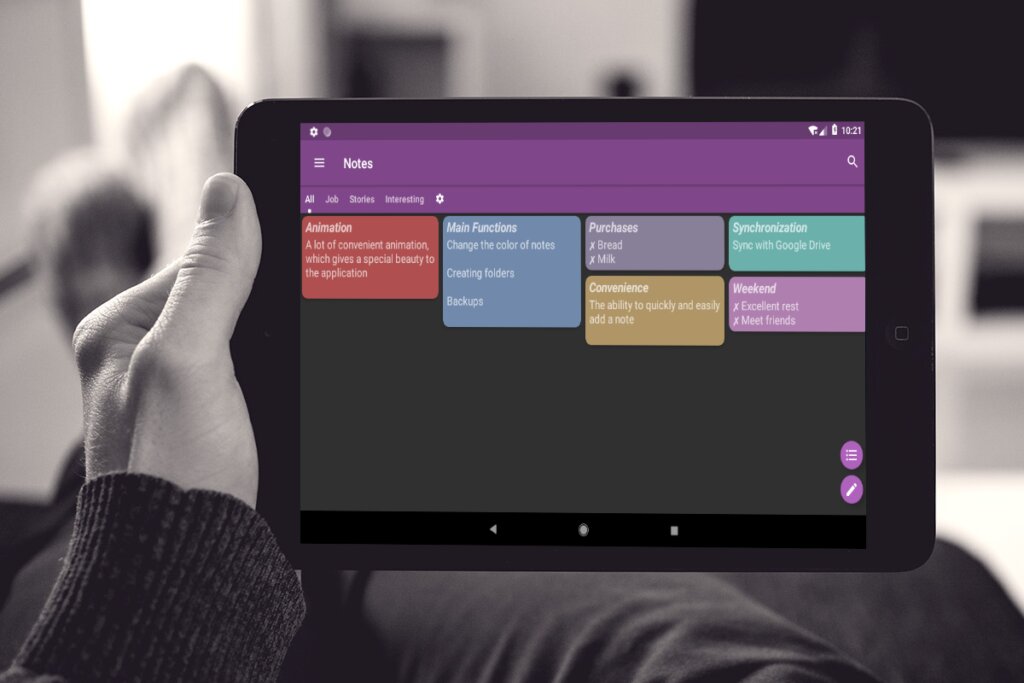 10:21
Notes
All Job Stories Interesting
Animation
A lot of convenient animation,
which gives a special beauty to
the application
Main Functions
Change the color of notes
Creating folders
Backups
Purchases
✗ Bread
✗ Milk
Convenience
The ability to quickly and easily
add a note
Synchronization
Sync with Google Drive
Weekend
✗ Excellent rest
✗ Meet friends